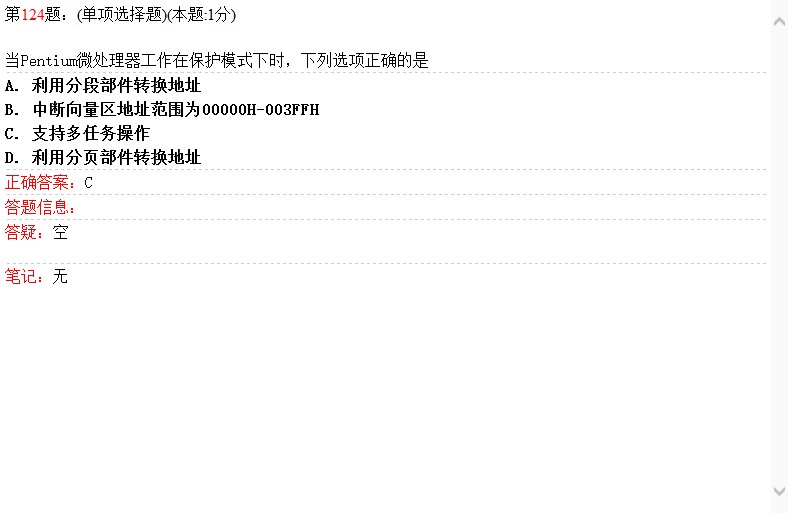 第124题：(单项选择题)(本题:1分)
当Pentium微处理器工作在保护模式下时，下列选项正确的是
A. 利用分段部件转换地址
B. 中断向量区地址范围为00000H-003FFH
C. 支持多任务操作
D. 利用分页部件转换地址
正确答案：C
答题信息：
答疑：空
笔记：无